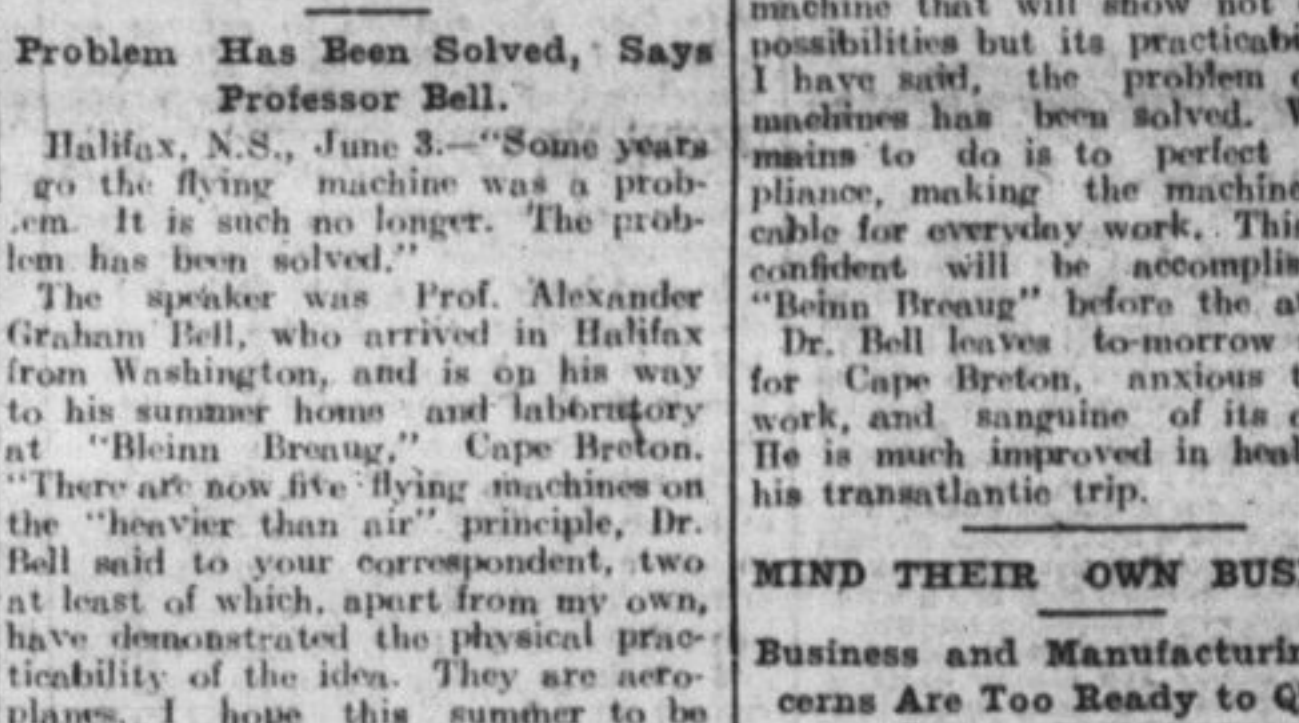 Problem Has Been Solved, Says
Professor Bell.
Halifax, N.S., June 3.—"Some years
go the flying machine was a prob-
.em. It is such no longer. The prob-
lem has been solved."
The speaker was Prof. Alexander
Graham Bell, who arrived in Halifax
from Washington, and is on his way
to his summer home and labbratory
at "Bleinn Breaug," Cape Breton.
"There are now five flying machines on
the "heavier than air" principle, Dr.
Bell said to your correspondent, two
at least of which, apart from my own,
have demonstrated the physical prac-
ticability of the idea. They are aero-
planes. I hope this summer to be
machine that will show not
possibilities but its practicabi
I have said, the problem
machines has been solved. W
mains to do is to perfect
pliance, making the machine
cable for everyday work. This
confident will be accomplis
"Beinn Breaug" before the a
Dr. Bell leaves to-morrow
for Cape Breton, anxious t
work, and sanguine of its
He is much improved in heal
his transatlantic trip.
MIND THEIR OWN BUS
Business and Manufacturin
cerns Are Too Ready to Q